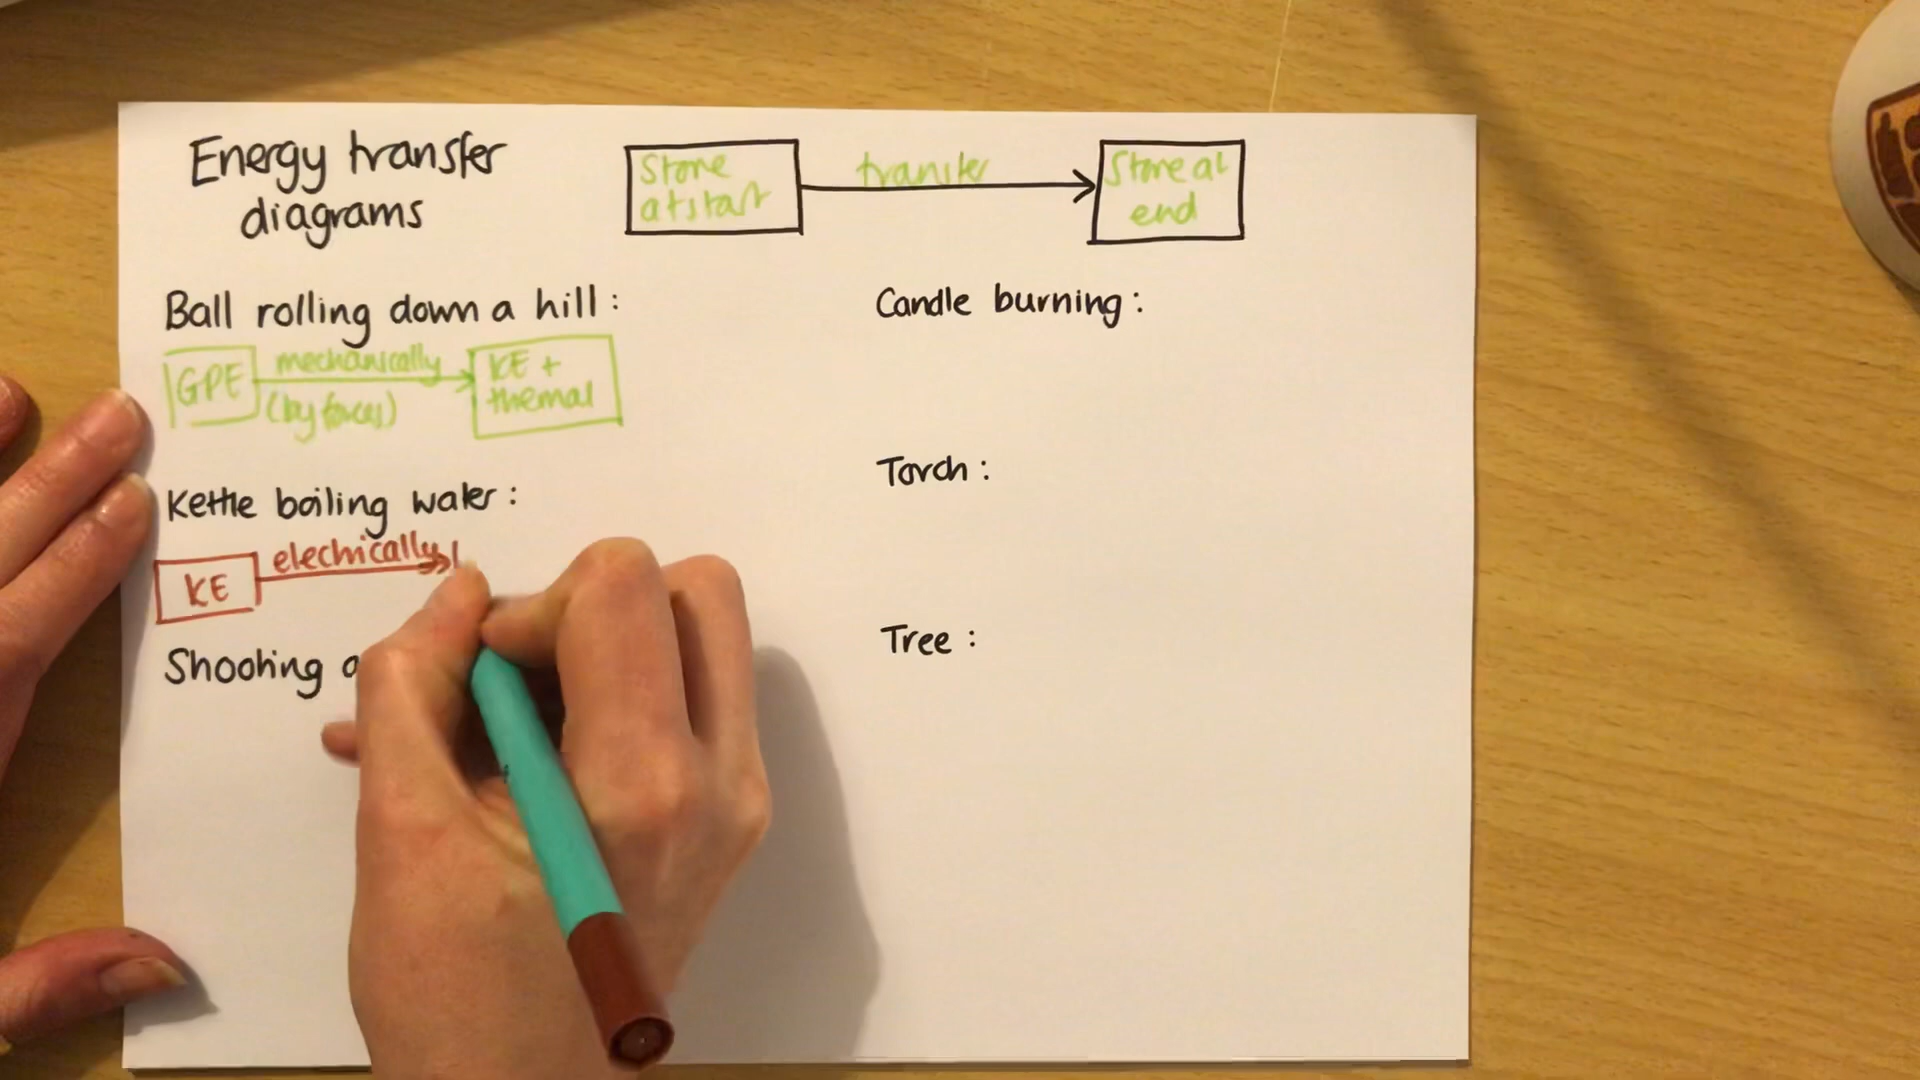 Energy transfer
diagrams
Store
at start
transfer
Store at
end
Ball rolling down a hill :
GPE
mechanically
(by forces)
KE +
thermal
Kettle boiling water :
KE
electrically
Shooting a
Candle burning :
Torch :
Tree :